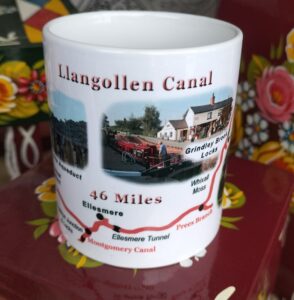 Llangollen Canal
Grindley Brook
Locks
Whixall
Moss
46 Miles
Ellesmere
Ellesmere Tunnel
Prees Branch
Montgomery Canal